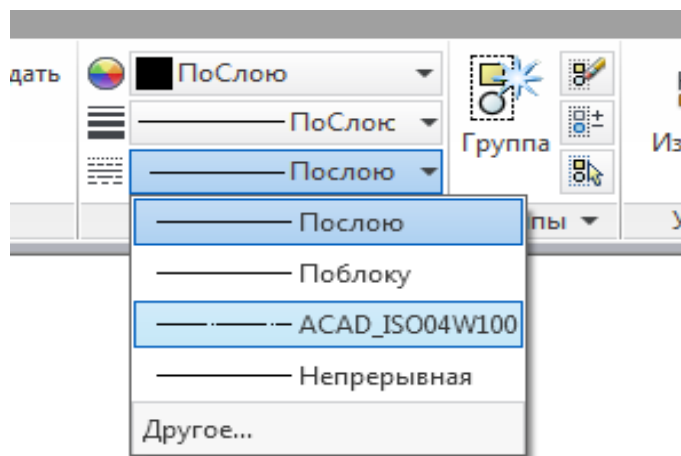 дать
ПоСлою
ПоСлою
Послою
Группа
Из
пы
У
Послою
Поблоку
ACAD_ISO04W100
Непрерывная
Другое...